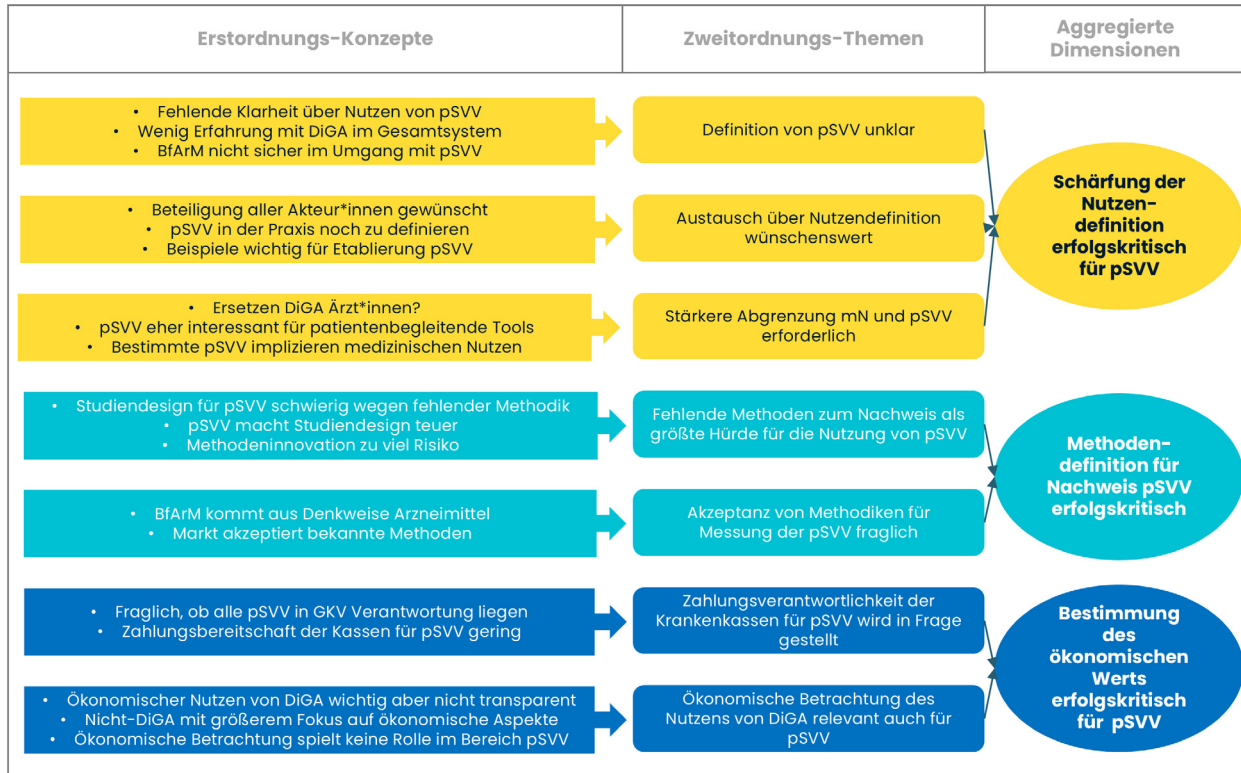 Erstordnungs-Konzepte
Zweitordnungs-Themen
Aggregierte
Dimensionen
• Fehlende Klarheit über Nutzen von pSVV
• Wenig Erfahrung mit DiGA im Gesamtsystem
• BfArM nicht sicher im Umgang mit pSVV
Definition von pSVV unklar
• Beteiligung aller Akteur*innen gewünscht
• pSVV in der Praxis noch zu definieren
• Beispiele wichtig für Etablierung pSVV
Austausch über Nutzendefinition
wünschenswert
• Ersetzen DiGA Ärzt*innen?
• pSVV eher interessant für patientenbegleitende Tools
• Bestimmte pSVV implizieren medizinischen Nutzen
Stärkere Abgrenzung mN und pSVV
erforderlich
Schärfung der
Nutzen-
definition
erfolgskritisch
für pSVV
• Studiendesign für pSVV schwierig wegen fehlender Methodik
• pSVV macht Studiendesign teuer
• Methodeninnovation zu viel Risiko
Fehlende Methoden zum Nachweis als
größte Hürde für die Nutzung von pSVV
• BfArM kommt aus Denkweise Arzneimittel
• Markt akzeptiert bekannte Methoden
Akzeptanz von Methodiken für
Messung der pSVV fraglich
Methoden-
definition für
Nachweis pSVV
erfolgskritisch
• Fraglich, ob alle pSVV in GKV Verantwortung liegen
• Zahlungsbereitschaft der Kassen für pSVV gering
Zahlungsverantwortlichkeit der
Krankenkassen für pSVV wird in Frage
gestellt
• Ökonomischer Nutzen von DiGA wichtig aber nicht transparent
• Nicht-DiGA mit größerem Fokus auf ökonomische Aspekte
• Ökonomische Betrachtung spielt keine Rolle im Bereich pSVV
Ökonomische Betrachtung des
Nutzens von DiGA relevant auch für
pSVV
Bestimmung
des
ökonomischen
Werts
erfolgskritisch
für pSVV